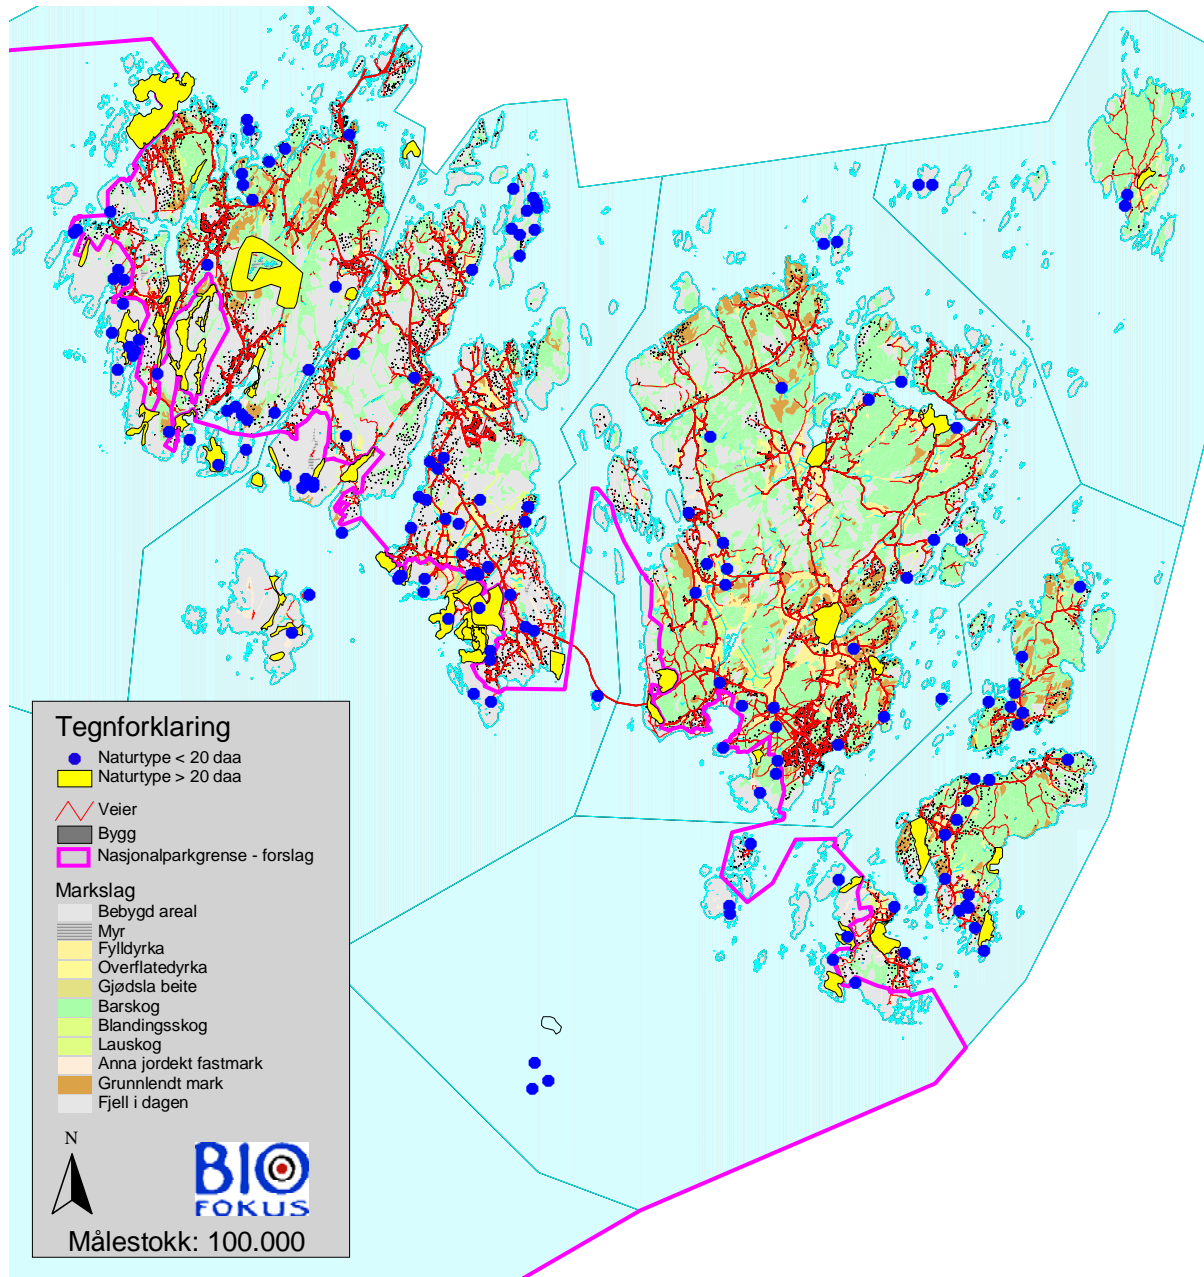 Tegnforklaring
Naturtype < 20 daa
Naturtype > 20 daa
Veier
Bygg
Nasjonalparkgrense - forslag
Markslag
Bebygd areal
Myr
Fylldyrka
Overflatedyrka
Gjødsla beite
Barskog
Blandingsskog
Lauskog
Anna jordekt fastmark
Grunnlendt mark
Fjell i dagen
N
BIO
FOKUS
Målestokk: 100.000